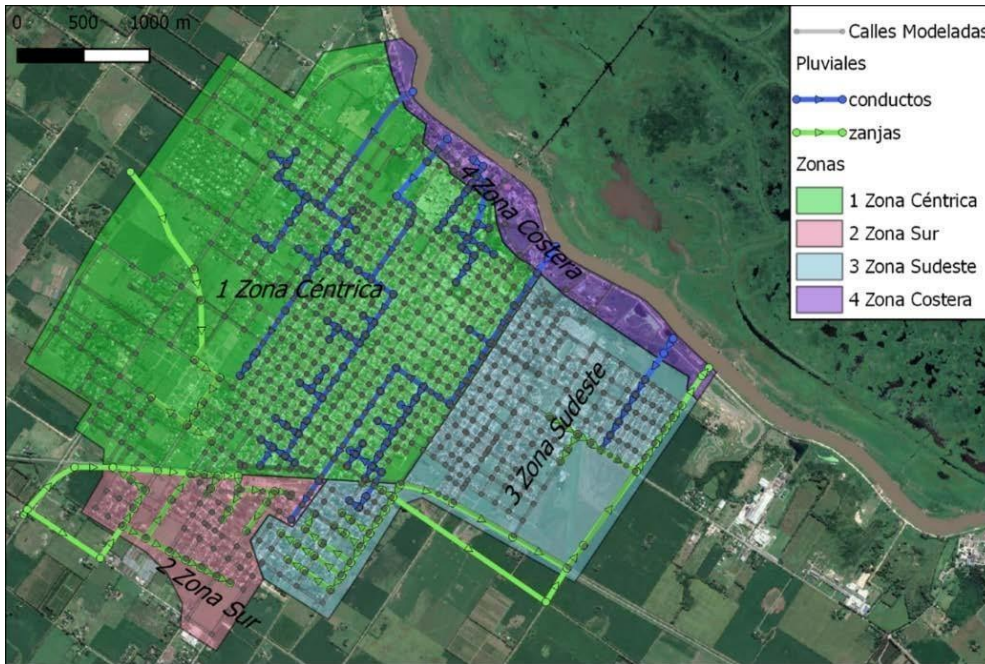 0 500 1000 m
Calles Modeladas
Pluviales
conductos
zanjas
Zonas
1 Zona Céntrica
2 Zona Sur
3 Zona Sudeste
4 Zona Costera
4 Zona Costera
1 Zona Céntrica
3 Zona Sudeste
2 Zona Sur